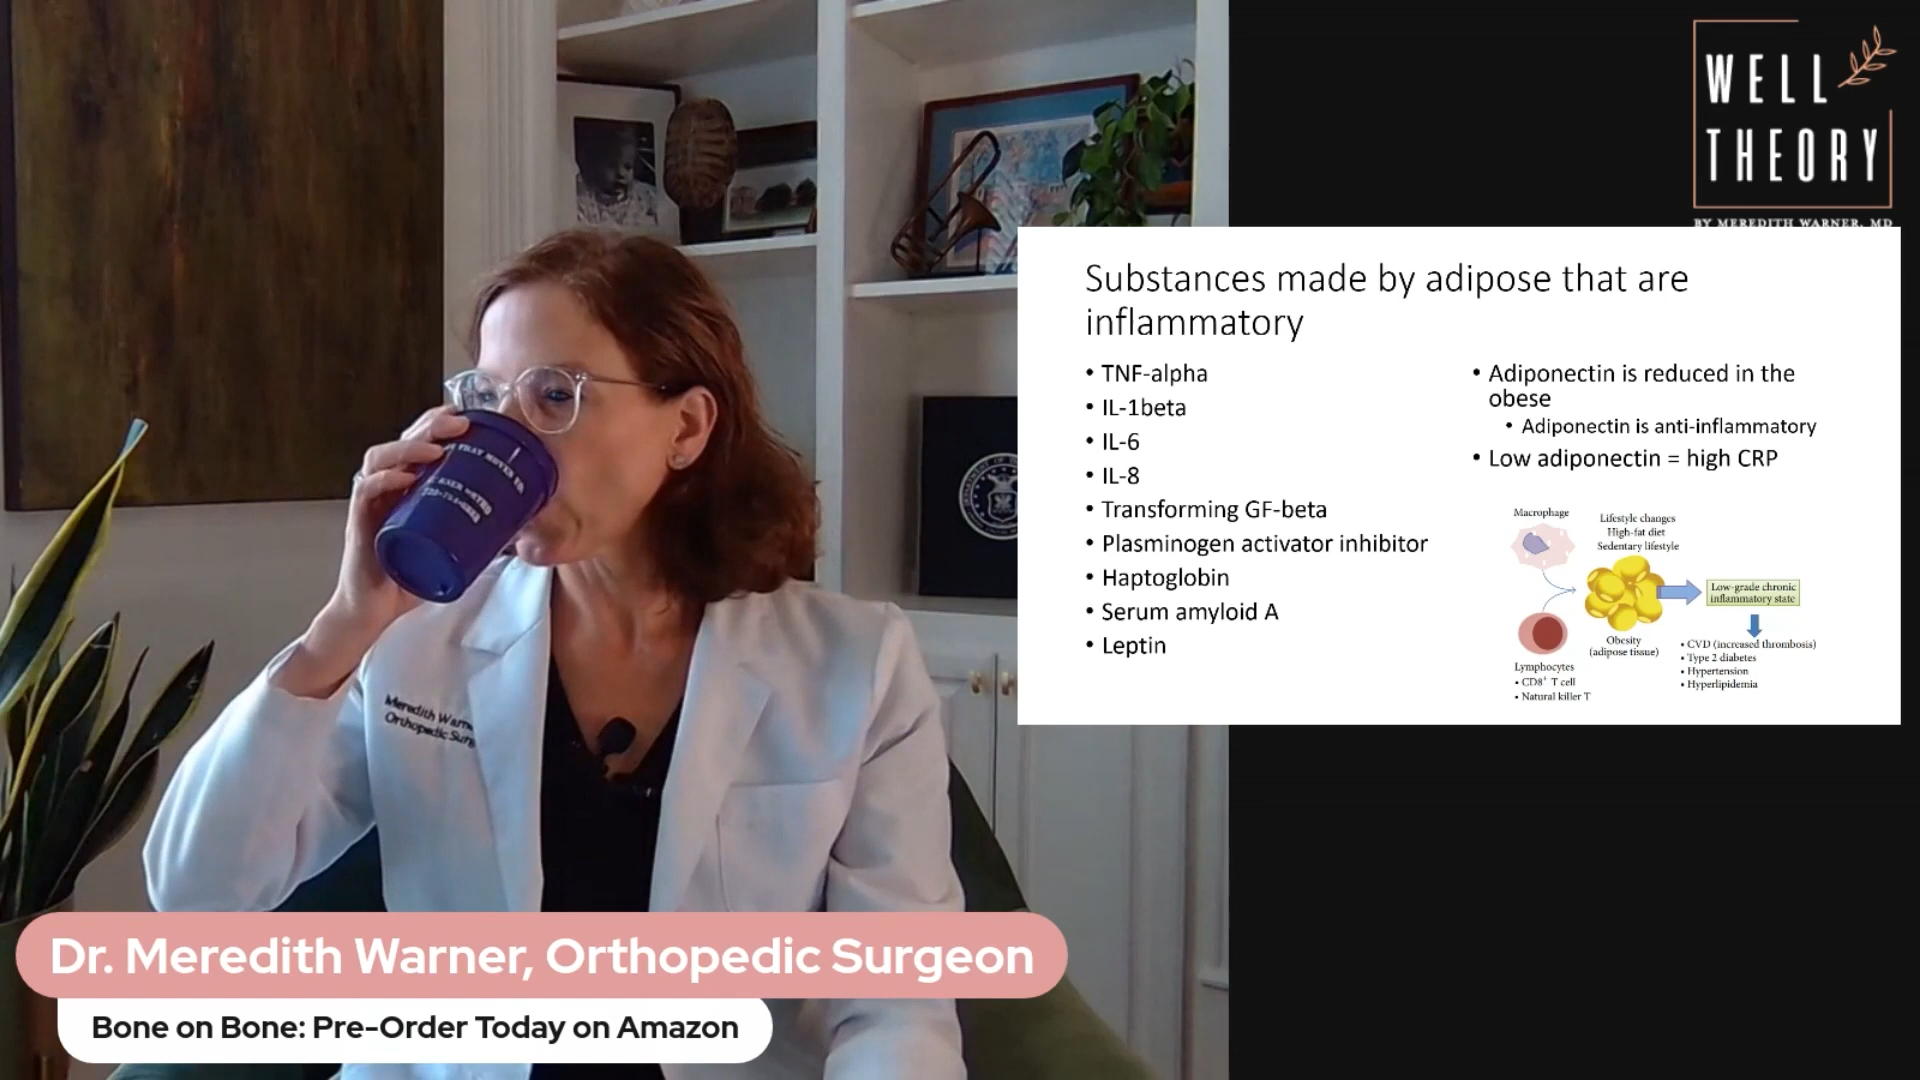 WELL
THEORY
BY MEREDITH WARNER, MD
Substances made by adipose that are
inflammatory
• TNF-alpha
• IL-1beta
• IL-6
• IL-8
• Transforming GF-beta
• Plasminogen activator inhibitor
• Haptoglobin
• Serum amyloid A
• Leptin
• Adiponectin is reduced in the
obese
• Adiponectin is anti-inflammatory
• Low adiponectin = high CRP
Macrophage
Lifestyle changes
High-fat diet
Sedentary lifestyle
Low-grade chronic
inflammatory state
Obesity
(adipose tissue)
Lymphocytes
• CD8⁺ T cell
• Natural killer T
• CVD (increased thrombosis)
• Type 2 diabetes
• Hypertension
• Hyperlipidemia
Meredith
Orthopedic
Dr. Meredith Warner, Orthopedic Surgeon
Bone on Bone: Pre-Order Today on Amazon